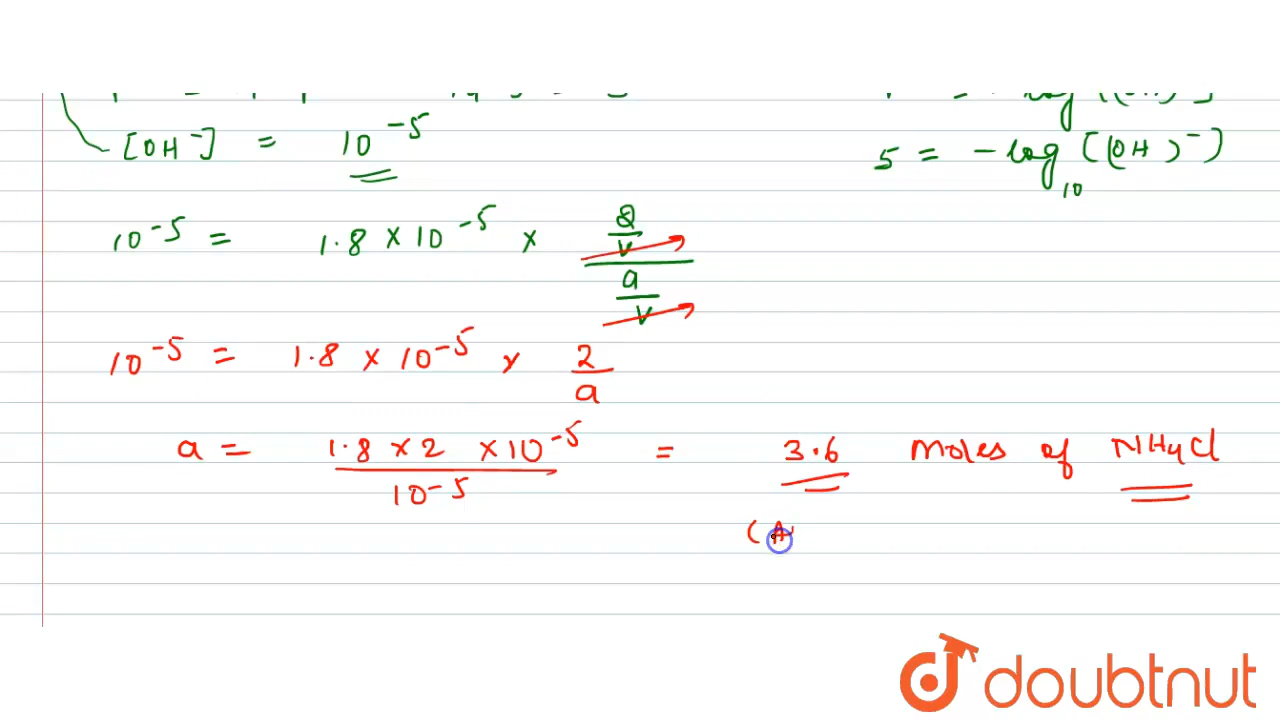 [OH⁻] = 10⁻⁵
5 = -log₁₀ [(OH)⁻]
10⁻⁵ = 1.8 × 10⁻⁵ × (2/V) / (a/V)
10⁻⁵ = 1.8 × 10⁻⁵ × 2/a
a = 1.8 × 2 × 10⁻⁵ / 10⁻⁵ = 3.6 moles of NH4Cl
(A
doubtnut